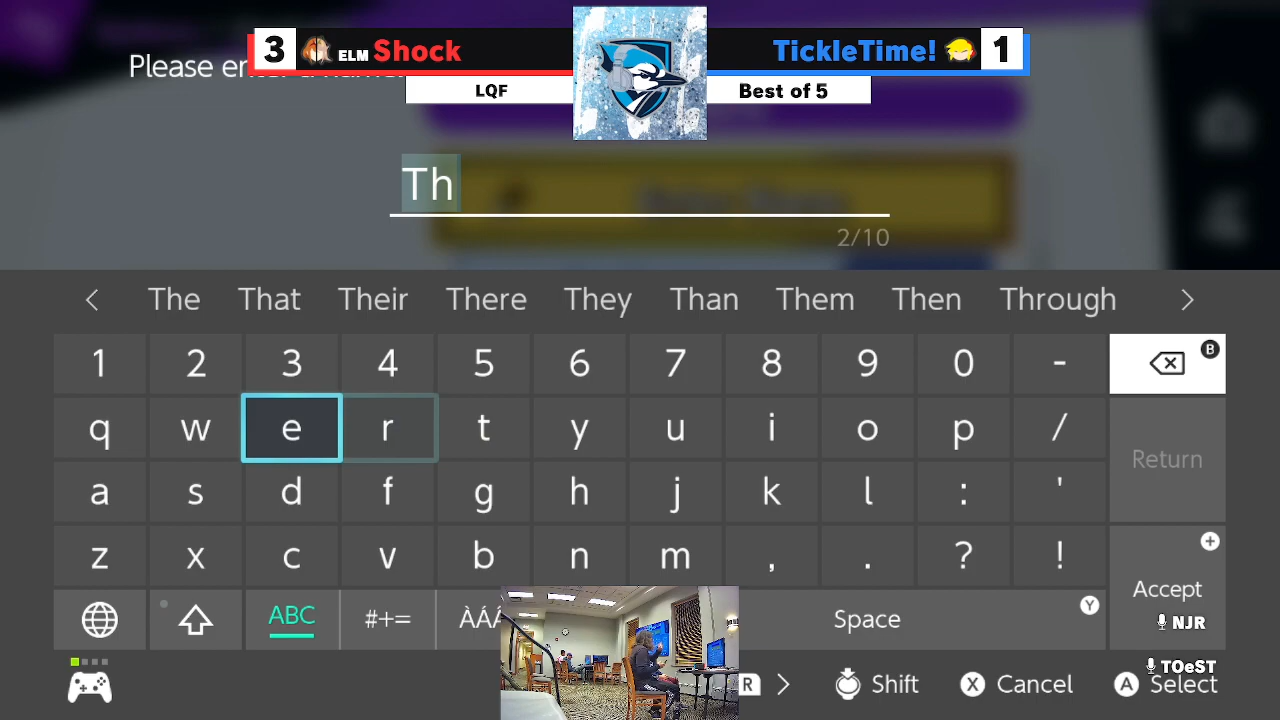 3 ELM Shock
TickleTime! 1
LQF
Best of 5
Please en
Th
2/10
The That Their There They Than Them Then Through
1 2 3 4 5 6 7 8 9 0 -
B
q w e r t y u i o p /
Return
a s d f g h j k l : '
z x c v b n m , . ? !
+
Accept
ABC #+= ÀÁÂ Space Y
NJR
TOeST
R Shift X Cancel A Select